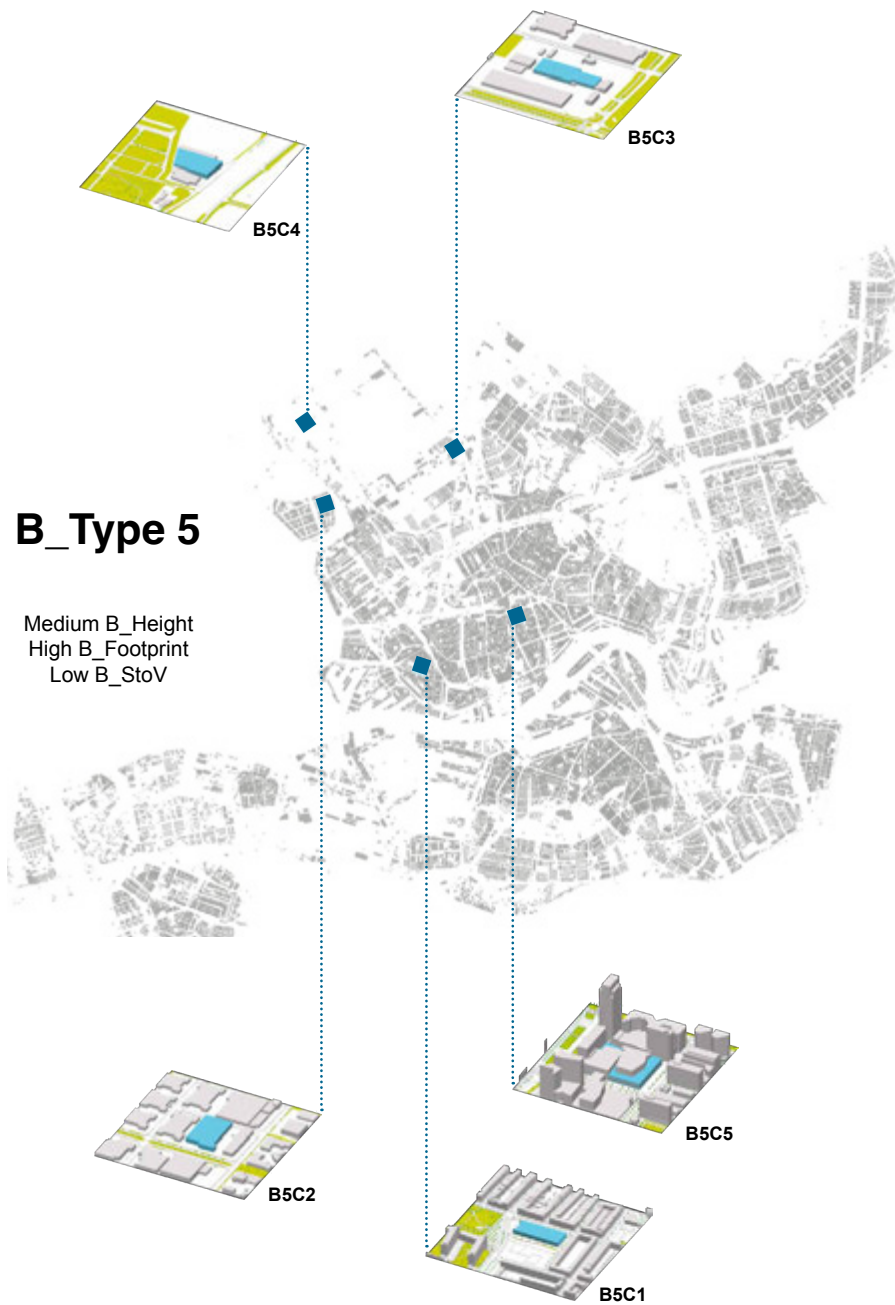 B5C3
B5C4
B_Type 5
Medium B_Height
High B_Footprint
Low B_StoV
B5C5
B5C2
B5C1